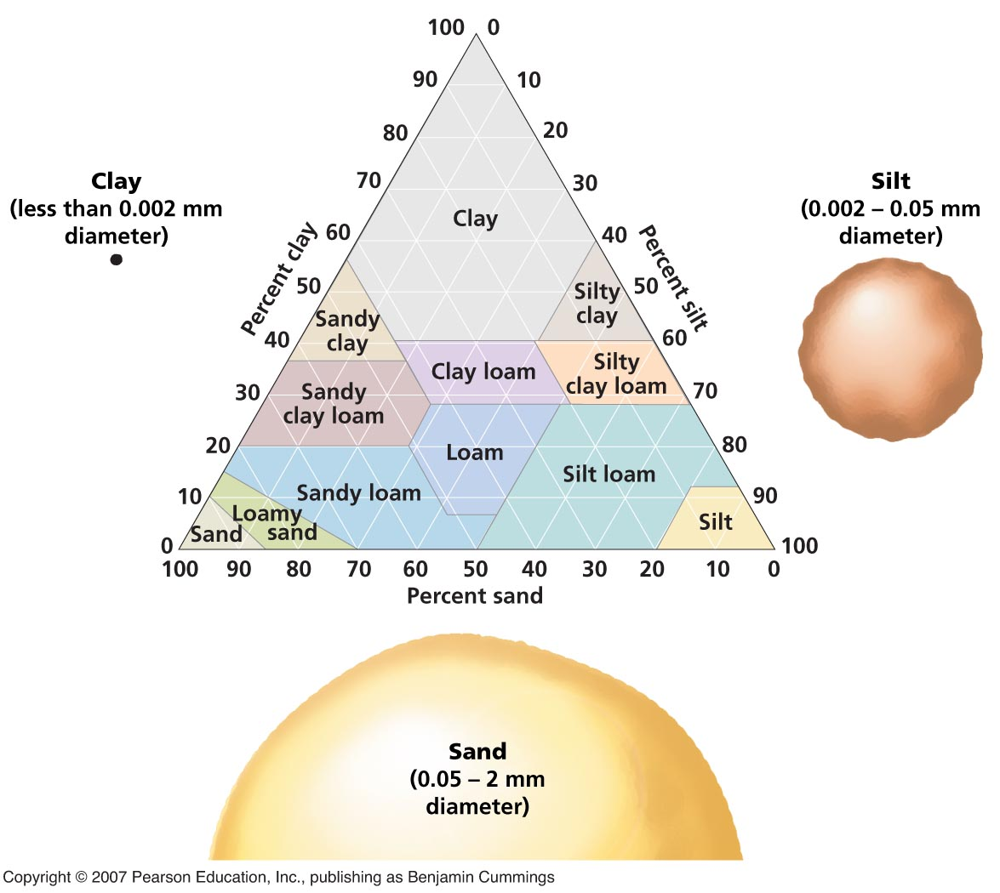 100 0
90 10
80 20
70 30
Clay
(less than 0.002 mm
diameter)
Silt
(0.002 – 0.05 mm
diameter)
Clay
60 40
Percent clay
Percent silt
50 50
Silty
clay
Sandy
clay
40 60
Clay loam
Silty
clay loam
30 70
Sandy
clay loam
20 80
Loam
Silt loam
Sandy loam
10 90
Loamy
sand
Sand
Silt
0 100
100 90 80 70 60 50 40 30 20 10 0
Percent sand
Sand
(0.05 – 2 mm
diameter)
Copyright © 2007 Pearson Education, Inc., publishing as Benjamin Cummings